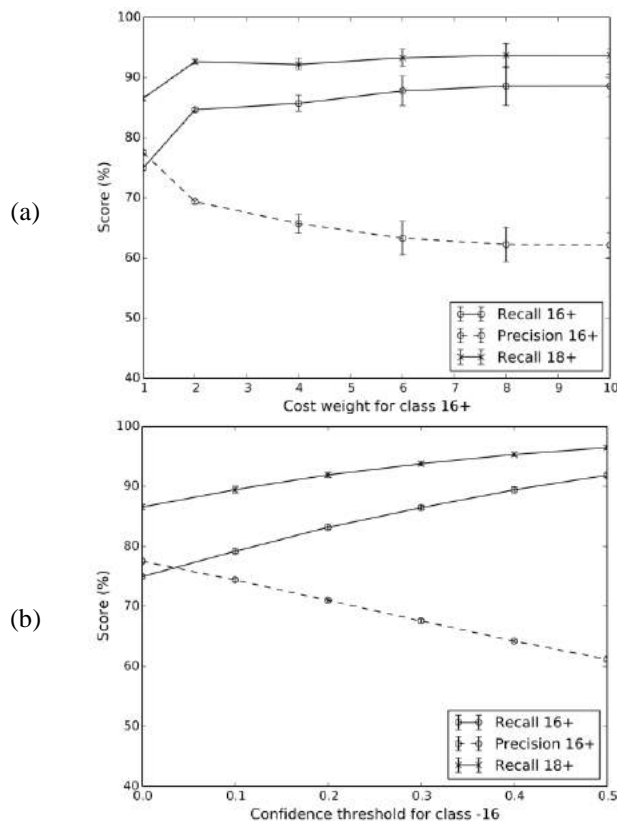 (a)
100
90
80
70
60
50
40
Score (%)
Recall 16+
Precision 16+
Recall 18+
1 2 3 4 5 6 7 8 9 10
Cost weight for class 16+
(b)
100
90
80
70
60
50
40
Score (%)
Recall 16+
Precision 16+
Recall 18+
0.0 0.1 0.2 0.3 0.4 0.5
Confidence threshold for class -16